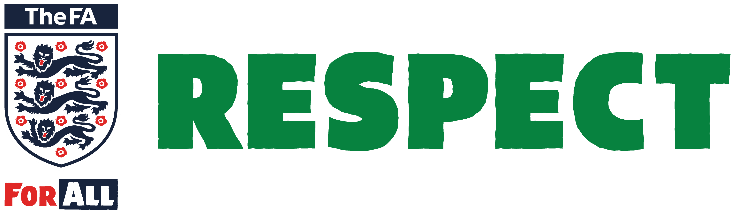 The FA
RESPECT
FOR ALL